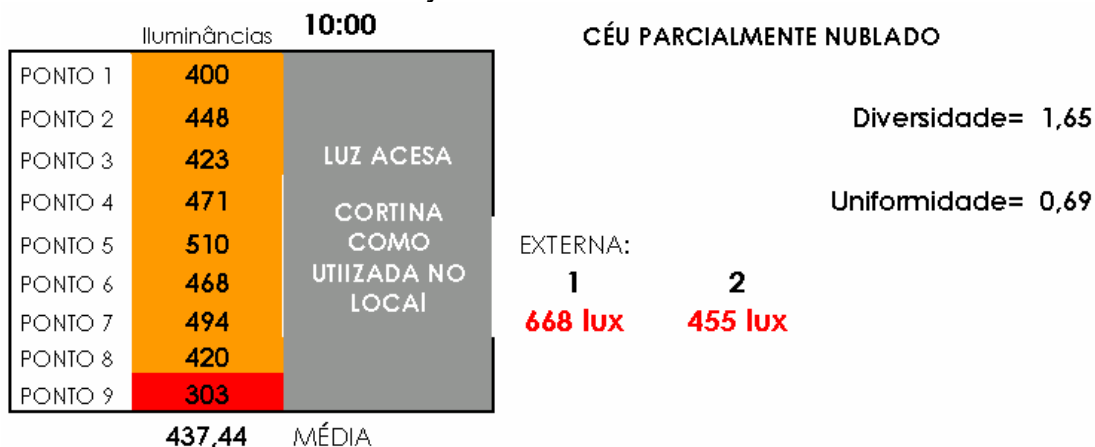 Iluminâncias 10:00 CÉU PARCIALMENTE NUBLADO
PONTO 1 400
PONTO 2 448 Diversidade= 1,65
PONTO 3 423 LUZ ACESA
PONTO 4 471 CORTINA Uniformidade= 0,69
PONTO 5 510 COMO EXTERNA:
PONTO 6 468 UTIIZADA NO 1 2
PONTO 7 494 LOCAl 668 lux 455 lux
PONTO 8 420
PONTO 9 303
437,44 MÉDIA